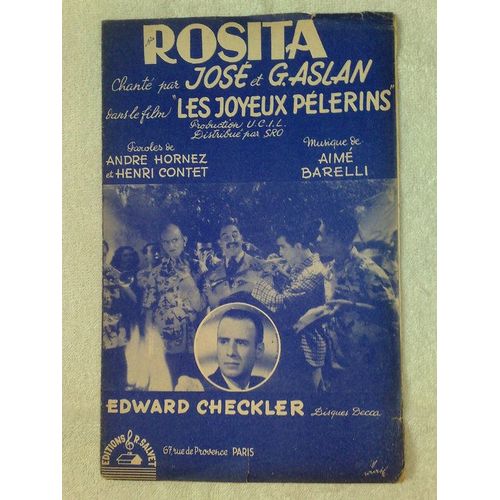 ROSITA
Chanté par JOSÉ et G. ASLAN
dans le film "LES JOYEUX PÉLERINS"
Production U.C.I.L.
Distribué par SRO
Paroles de
ANDRE HORNEZ
et HENRI CONTET
Musique de
AIMÉ
BARELLI
EDWARD CHECKLER Disques Decca
EDITIONS R. SALVET
67, rue de Provence PARIS